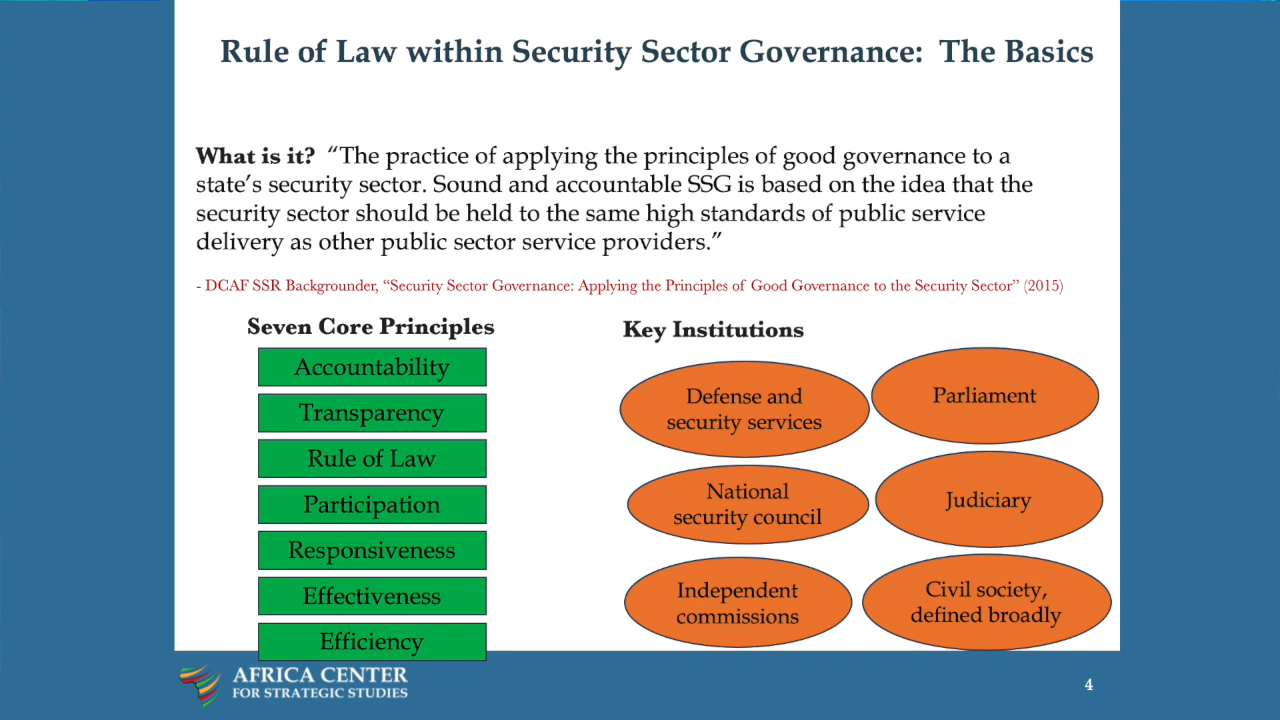 Rule of Law within Security Sector Governance:  The Basics
What is it?  “The practice of applying the principles of good governance to a
state’s security sector. Sound and accountable SSG is based on the idea that the
security sector should be held to the same high standards of public service
delivery as other public sector service providers.”
- DCAF SSR Backgrounder, “Security Sector Governance: Applying the Principles of Good Governance to the Security Sector” (2015)
Seven Core Principles
Accountability
Transparency
Rule of Law
Participation
Responsiveness
Effectiveness
Efficiency
Key Institutions
Defense and
security services
Parliament
National
security council
Judiciary
Independent
commissions
Civil society,
defined broadly
AFRICA CENTER
FOR STRATEGIC STUDIES
4